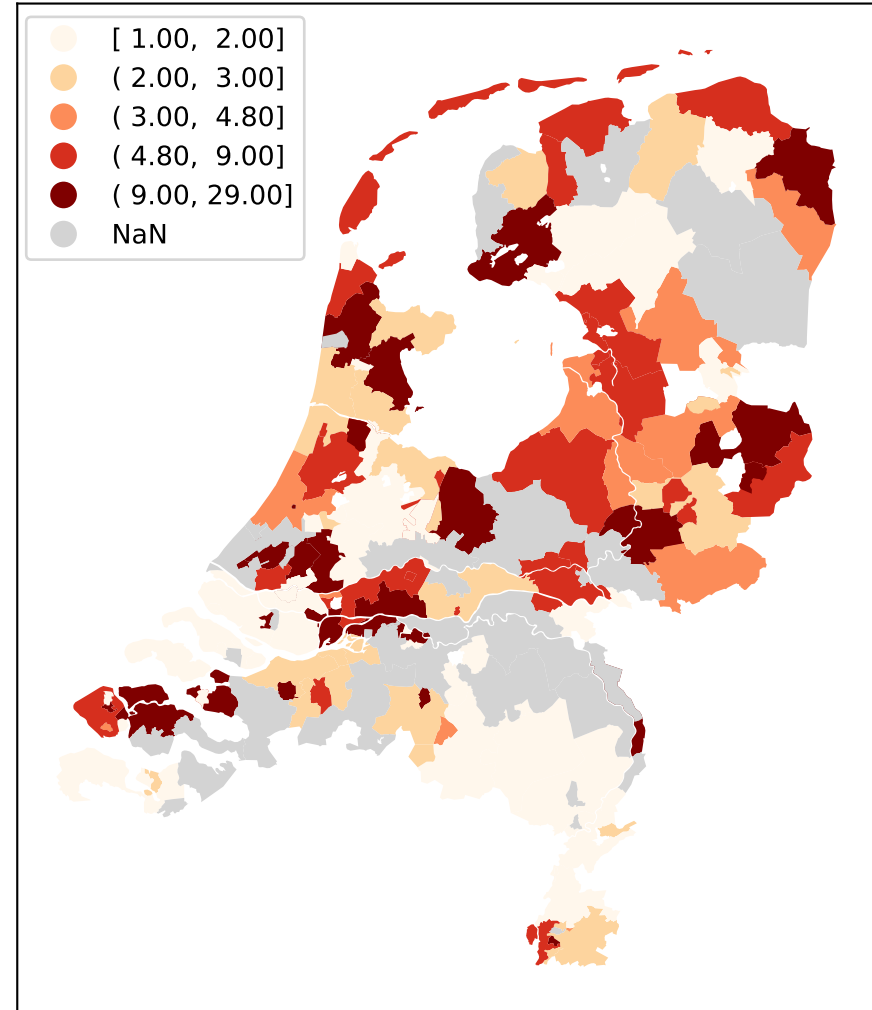 [ 1.00,  2.00]
( 2.00,  3.00]
( 3.00,  4.80]
( 4.80,  9.00]
( 9.00, 29.00]
NaN